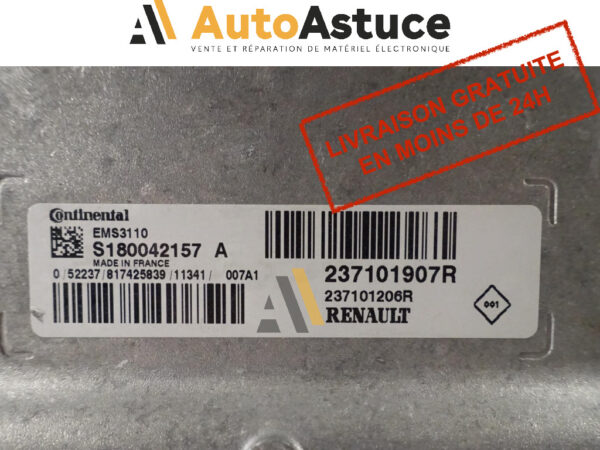 AutoAstuce
VENTE ET RÉPARATION DE MATÉRIEL ÉLECTRONIQUE
LIVRAISON GRATUITE
EN MOINS DE 24H
Continental
EMS3110
S180042157 A
MADE IN FRANCE
0/52237/817425839/11341/ 007A1
237101907R
237101206R
RENAULT
001